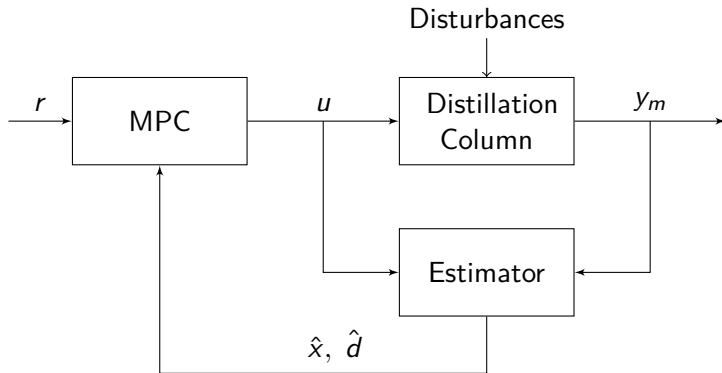 Disturbances
r
MPC
u
Distillation
Column
y_m
Estimator
x̂, d̂